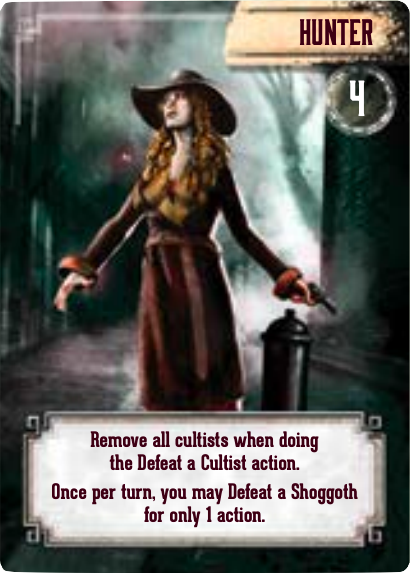 HUNTER
4
Remove all cultists when doing
the Defeat a Cultist action.
Once per turn, you may Defeat a Shoggoth
for only 1 action.